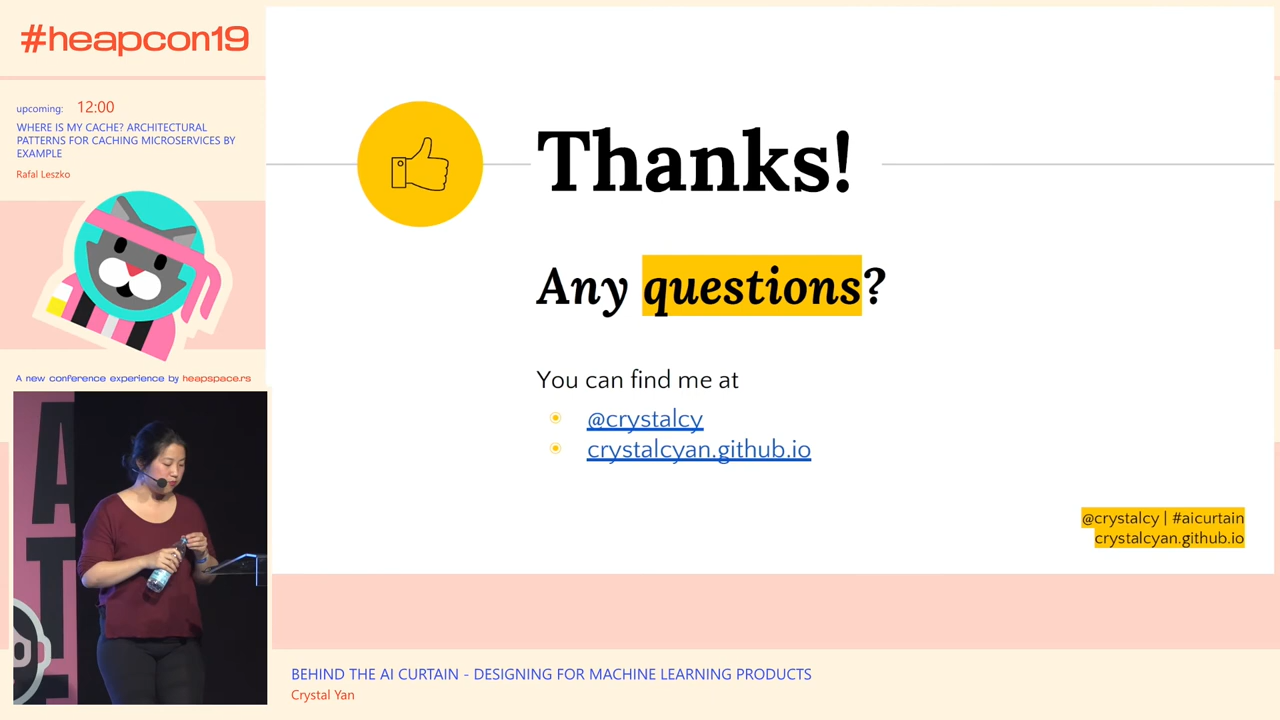 #heapcon19
upcoming: 12:00
WHERE IS MY CACHE? ARCHITECTURAL
PATTERNS FOR CACHING MICROSERVICES BY
EXAMPLE
Rafal Leszko
A new conference experience by heapspace.rs
Thanks!
Any questions?
You can find me at
@crystalcy
crystalcyan.github.io
@crystalcy | #aicurtain
crystalcyan.github.io
BEHIND THE AI CURTAIN - DESIGNING FOR MACHINE LEARNING PRODUCTS
Crystal Yan